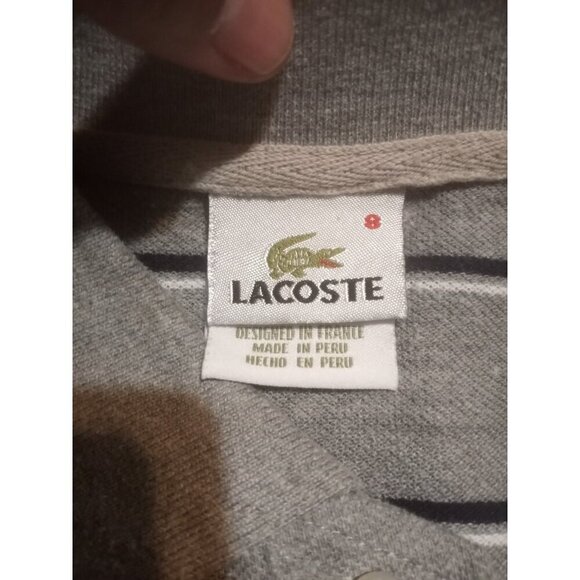 8
LACOSTE
DESIGNED IN FRANCE
MADE IN PERU
HECHO EN PERU